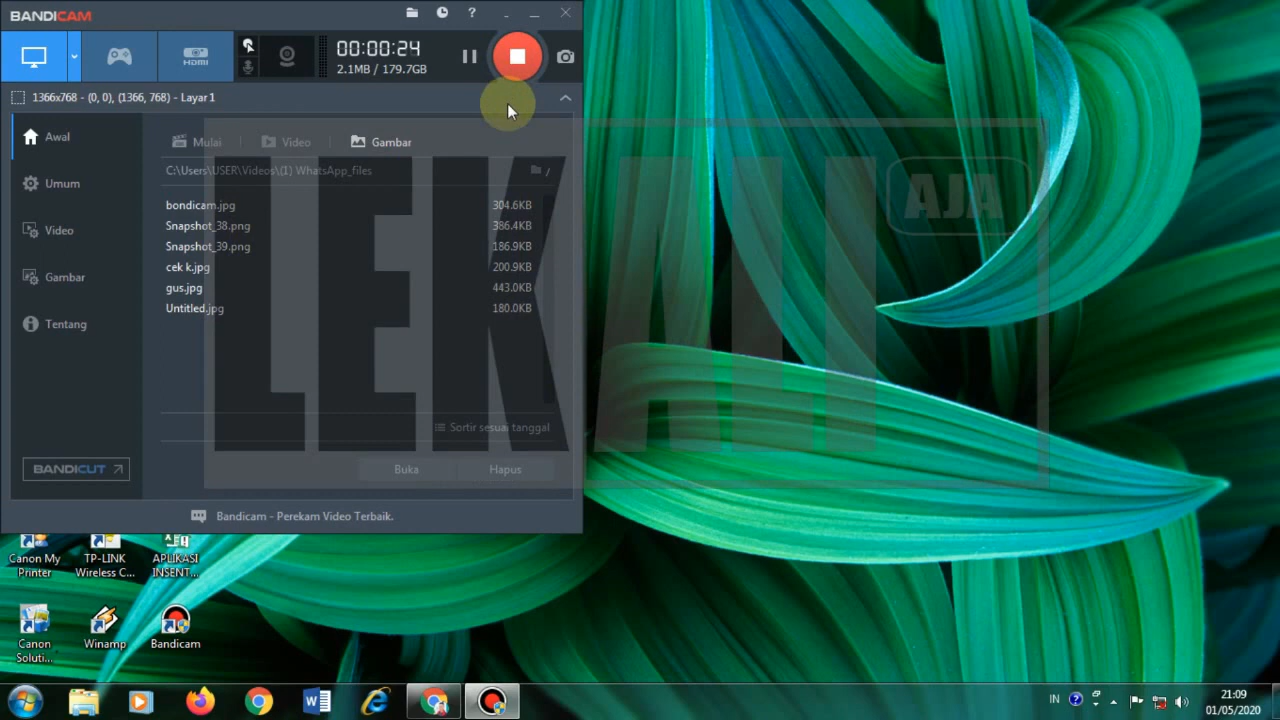 BANDICAM
HDMI
00:00:24
2.1MB / 179.7GB
1366x768 - (0, 0), (1366, 768) - Layar 1
Awal
Umum
Video
Gambar
Tentang
BANDICUT
Mulai | Video | Gambar
C:\Users\USER\Videos\(1) WhatsApp_files
bondicam.jpg 304.6KB
Snapshot_38.png 386.4KB
Snapshot_39.png 186.9KB
cek k.jpg 200.9KB
gus.jpg 443.0KB
Untitled.jpg 180.0KB
Sortir sesuai tanggal
Buka Hapus
Bandicam - Perekam Video Terbaik.
LEKALI AJA
Canon My Printer
TP-LINK Wireless C...
APLIKASI INSENT...
Canon Soluti...
Winamp
Bandicam
IN
21:09
01/05/2020